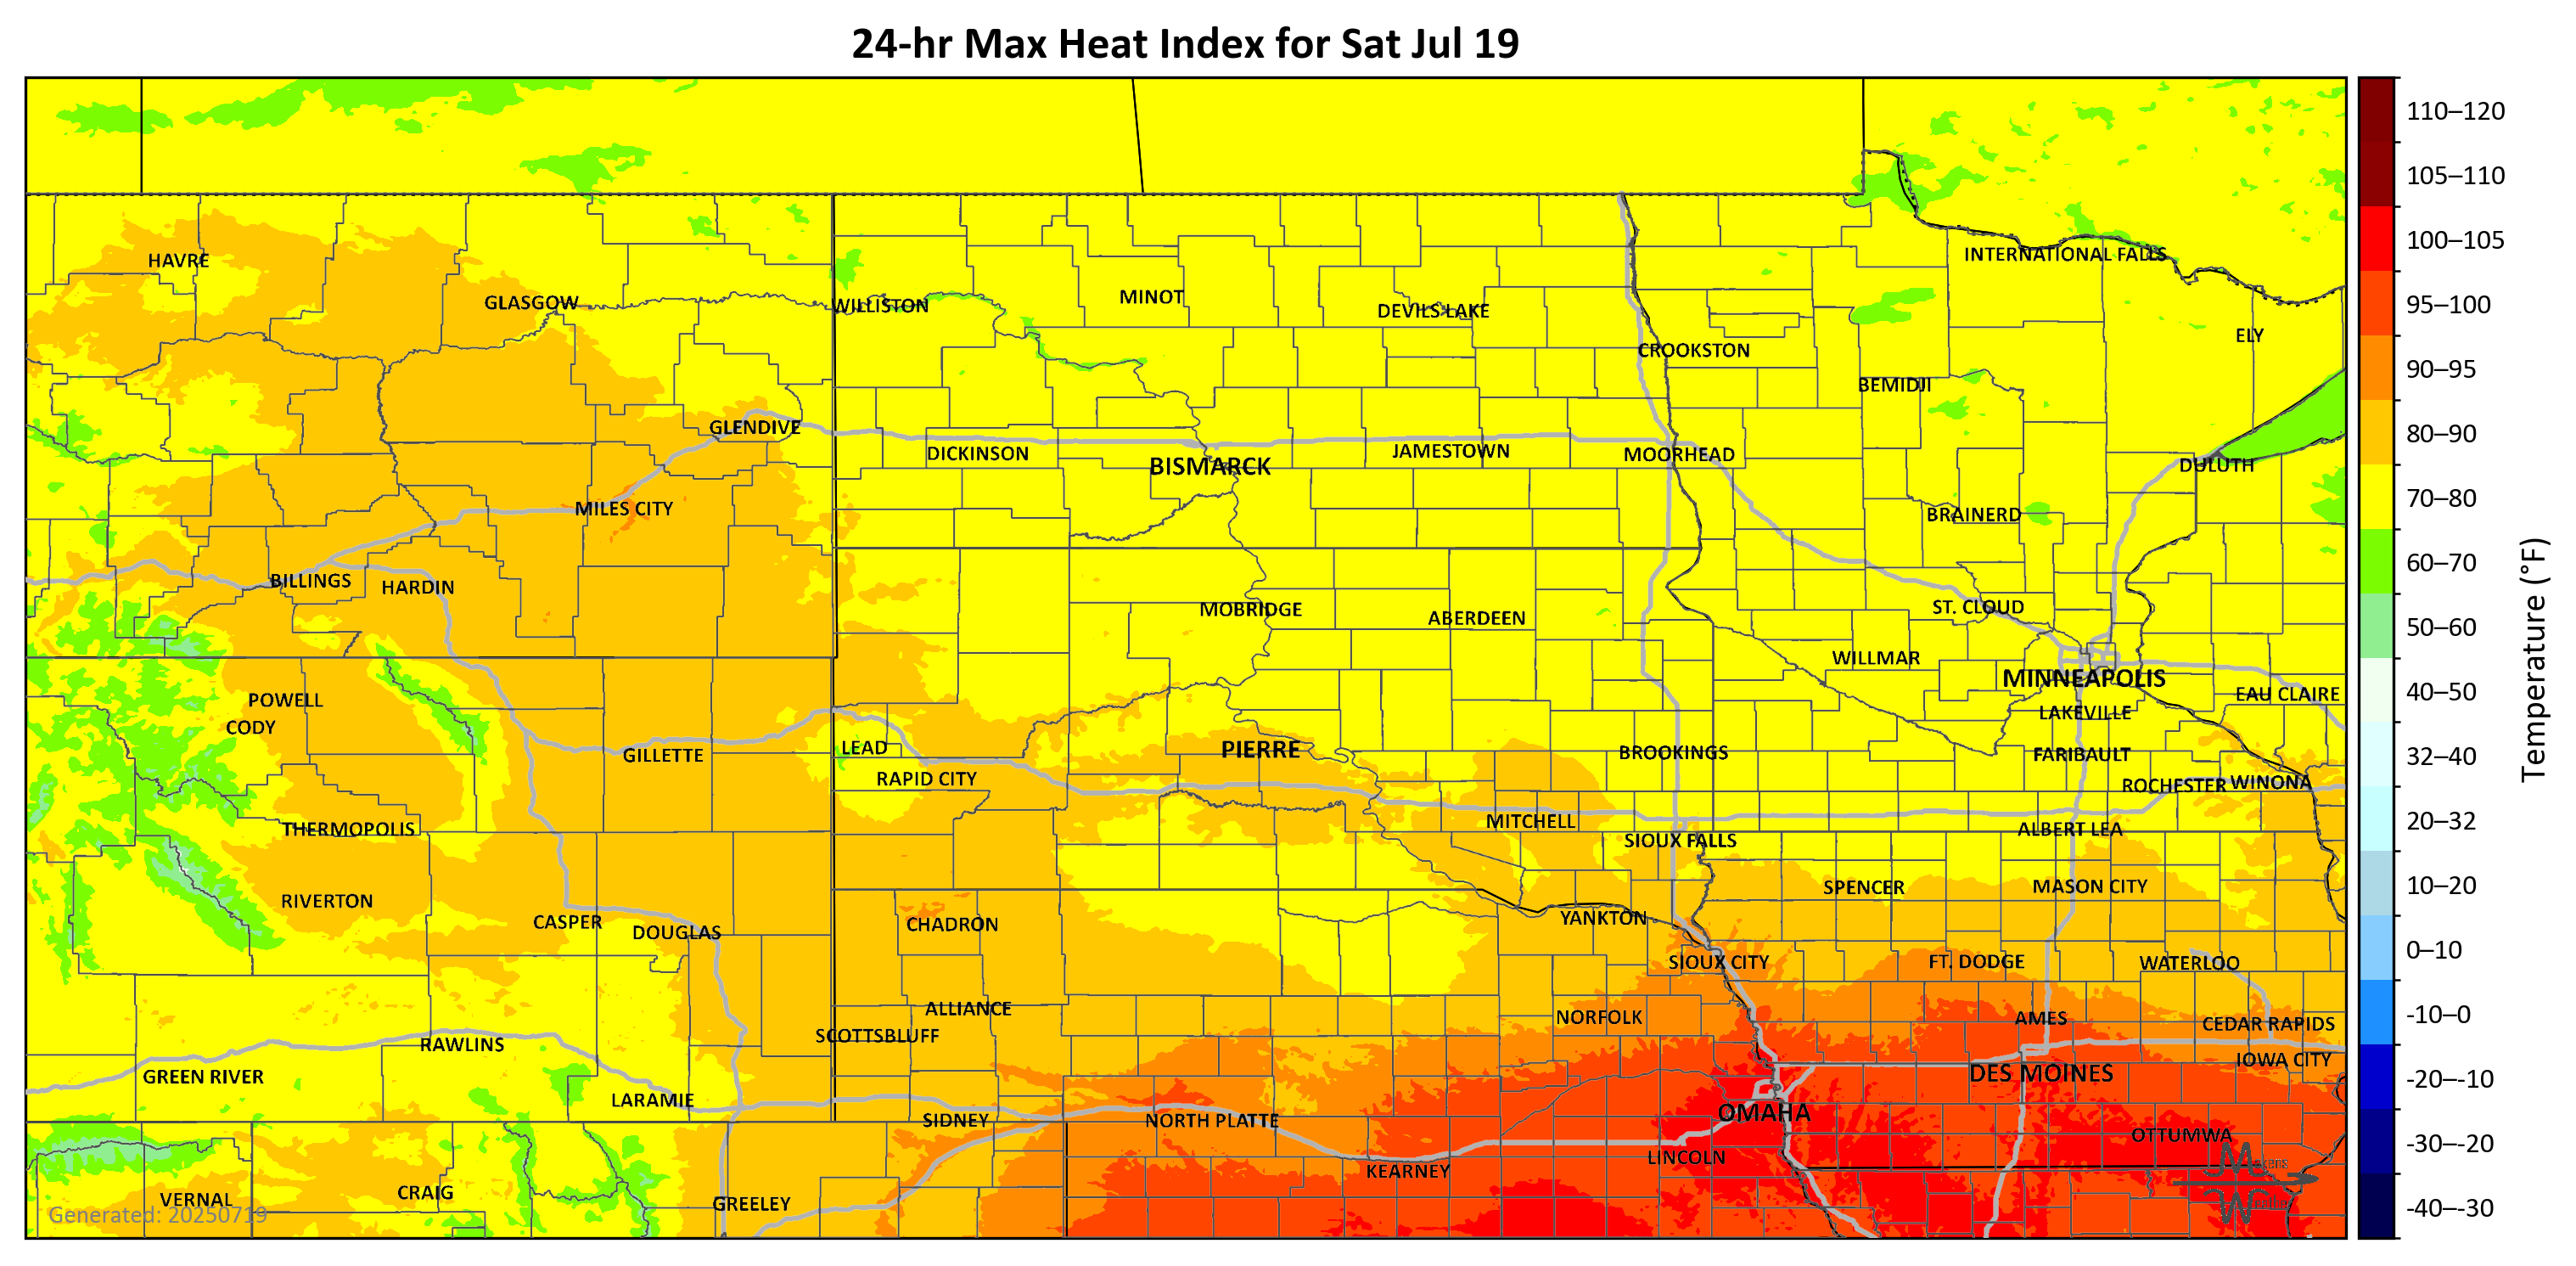 24-hr Max Heat Index for Sat Jul 19
HAVRE
INTERNATIONAL FALLS
GLASGOW
WILLISTON
MINOT
DEVILS LAKE
ELY
CROOKSTON
BEMIDJI
GLENDIVE
DICKINSON
BISMARCK
JAMESTOWN
MOORHEAD
DULUTH
MILES CITY
BRAINERD
BILLINGS
HARDIN
MOBRIDGE
ABERDEEN
ST. CLOUD
WILLMAR
MINNEAPOLIS
EAU CLAIRE
POWELL
CODY
LAKEVILLE
GILLETTE
LEAD
PIERRE
BROOKINGS
FARIBAULT
RAPID CITY
ROCHESTER
WINONA
THERMOPOLIS
MITCHELL
SIOUX FALLS
ALBERT LEA
RIVERTON
SPENCER
MASON CITY
CASPER
DOUGLAS
CHADRON
YANKTON
SIOUX CITY
FT. DODGE
WATERLOO
ALLIANCE
NORFOLK
AMES
CEDAR RAPIDS
SCOTTSBLUFF
RAWLINS
IOWA CITY
GREEN RIVER
DES MOINES
LARAMIE
SIDNEY
NORTH PLATTE
OMAHA
OTTUMWA
KEARNEY
LINCOLN
VERNAL
CRAIG
GREELEY
Generated: 20250719
110–120
105–110
100–105
95–100
90–95
80–90
70–80
60–70
50–60
40–50
32–40
20–32
10–20
0–10
-10–0
-20–-10
-30–-20
-40–-30
Temperature (°F)